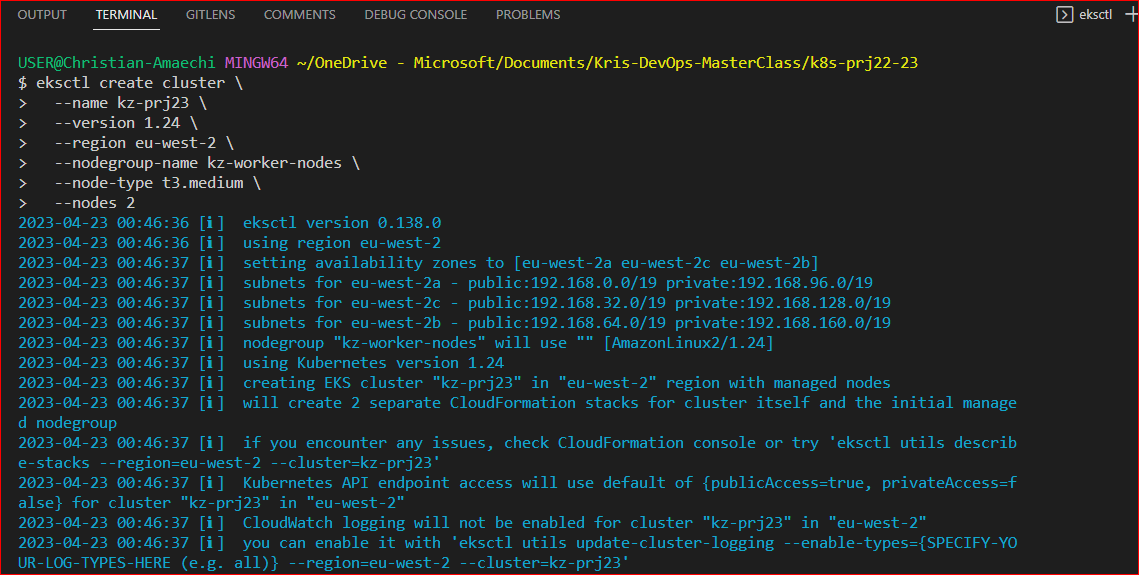 OUTPUT TERMINAL GITLENS COMMENTS DEBUG CONSOLE PROBLEMS eksctl
USER@Christian-Amaechi MINGW64 ~/OneDrive - Microsoft/Documents/Kris-DevOps-MasterClass/k8s-prj22-23
$ eksctl create cluster \
>   --name kz-prj23 \
>   --version 1.24 \
>   --region eu-west-2 \
>   --nodegroup-name kz-worker-nodes \
>   --node-type t3.medium \
>   --nodes 2
2023-04-23 00:46:36 [ℹ]  eksctl version 0.138.0
2023-04-23 00:46:36 [ℹ]  using region eu-west-2
2023-04-23 00:46:37 [ℹ]  setting availability zones to [eu-west-2a eu-west-2c eu-west-2b]
2023-04-23 00:46:37 [ℹ]  subnets for eu-west-2a - public:192.168.0.0/19 private:192.168.96.0/19
2023-04-23 00:46:37 [ℹ]  subnets for eu-west-2c - public:192.168.32.0/19 private:192.168.128.0/19
2023-04-23 00:46:37 [ℹ]  subnets for eu-west-2b - public:192.168.64.0/19 private:192.168.160.0/19
2023-04-23 00:46:37 [ℹ]  nodegroup "kz-worker-nodes" will use "" [AmazonLinux2/1.24]
2023-04-23 00:46:37 [ℹ]  using Kubernetes version 1.24
2023-04-23 00:46:37 [ℹ]  creating EKS cluster "kz-prj23" in "eu-west-2" region with managed nodes
2023-04-23 00:46:37 [ℹ]  will create 2 separate CloudFormation stacks for cluster itself and the initial manage
d nodegroup
2023-04-23 00:46:37 [ℹ]  if you encounter any issues, check CloudFormation console or try 'eksctl utils describ
e-stacks --region=eu-west-2 --cluster=kz-prj23'
2023-04-23 00:46:37 [ℹ]  Kubernetes API endpoint access will use default of {publicAccess=true, privateAccess=f
alse} for cluster "kz-prj23" in "eu-west-2"
2023-04-23 00:46:37 [ℹ]  CloudWatch logging will not be enabled for cluster "kz-prj23" in "eu-west-2"
2023-04-23 00:46:37 [ℹ]  you can enable it with 'eksctl utils update-cluster-logging --enable-types={SPECIFY-YO
UR-LOG-TYPES-HERE (e.g. all)} --region=eu-west-2 --cluster=kz-prj23'